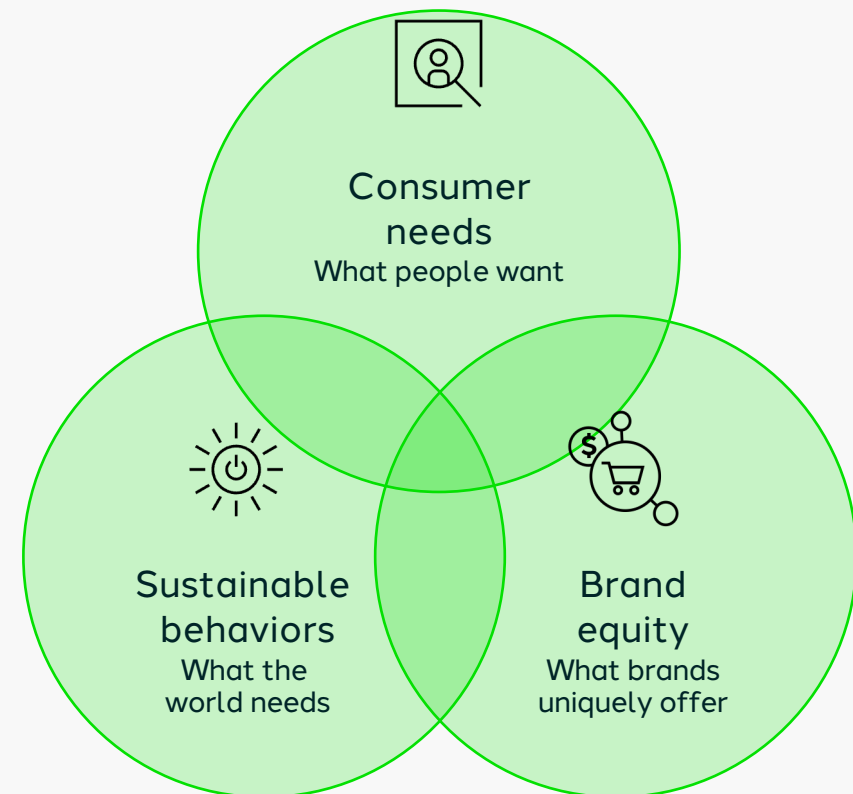 Consumer
needs
What people want
$
Sustainable
behaviors
What the
world needs
Brand
equity
What brands
uniquely offer